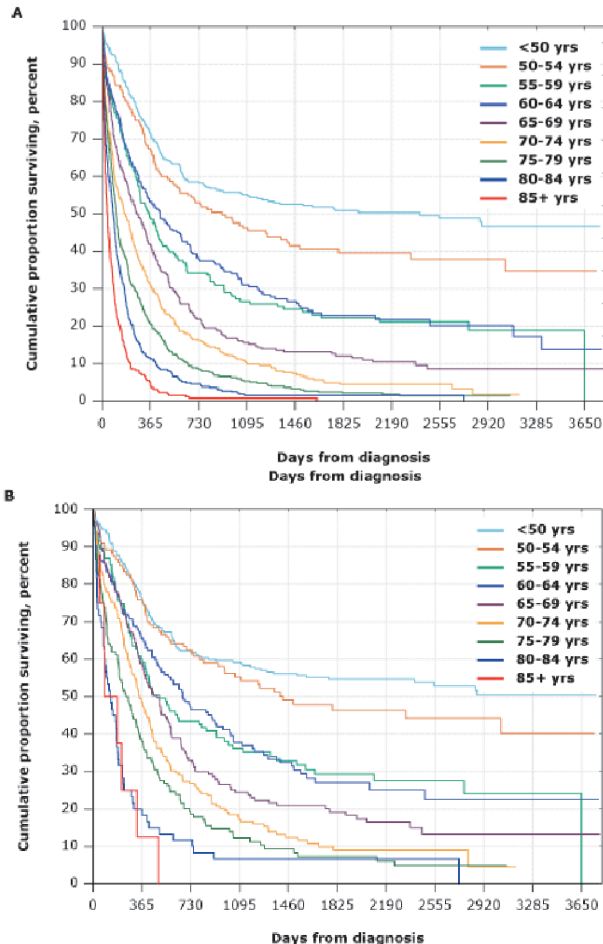 A
Cumulative proportion surviving, percent
100
90
80
70
60
50
40
30
20
10
0
<50 yrs
50-54 yrs
55-59 yrs
60-64 yrs
65-69 yrs
70-74 yrs
75-79 yrs
80-84 yrs
85+ yrs
0 365 730 1095 1460 1825 2190 2555 2920 3285 3650
Days from diagnosis
Days from diagnosis
B
Cumulative proportion surviving, percent
100
90
80
70
60
50
40
30
20
10
0
<50 yrs
50-54 yrs
55-59 yrs
60-64 yrs
65-69 yrs
70-74 yrs
75-79 yrs
80-84 yrs
85+ yrs
0 365 730 1095 1460 1825 2190 2555 2920 3285 3650
Days from diagnosis